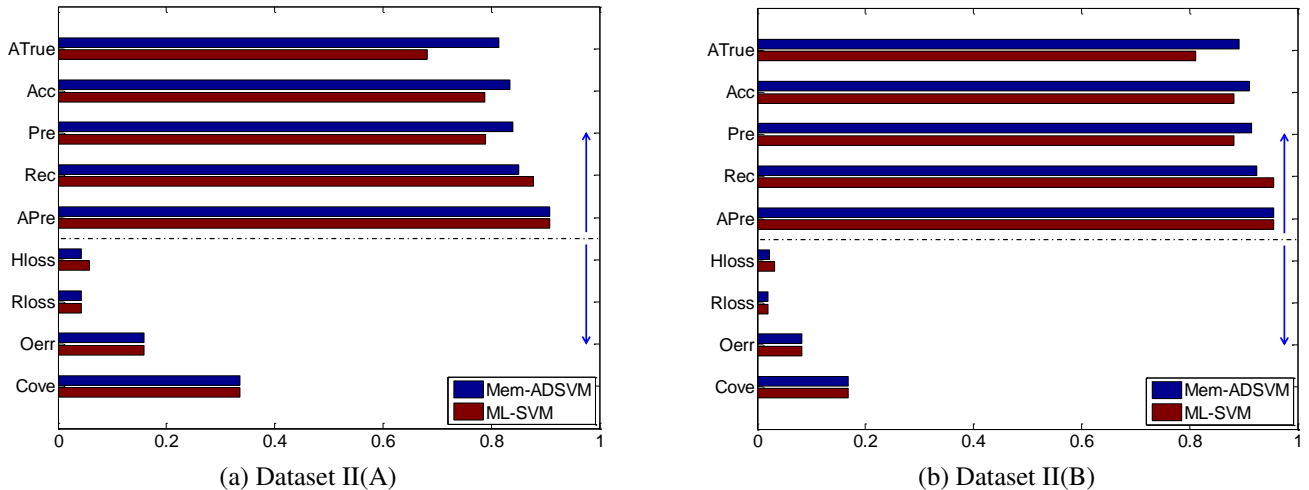 ATrue
Acc
Pre
Rec
APre
Hloss
Rloss
Oerr
Cove
Mem-ADSVM
ML-SVM
0 0.2 0.4 0.6 0.8 1
(a) Dataset II(A)
ATrue
Acc
Pre
Rec
APre
Hloss
Rloss
Oerr
Cove
Mem-ADSVM
ML-SVM
0 0.2 0.4 0.6 0.8 1
(b) Dataset II(B)